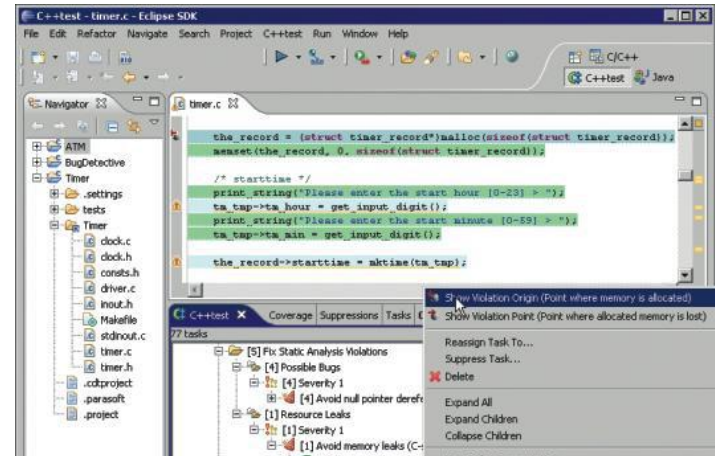 C++test - timer.c - Eclipse SDK
File Edit Refactor Navigate Search Project C++test Run Window Help
C/C++
C++test Java
Navigator
timer.c
ATM
BugDetective
Timer
.settings
tests
Timer
clock.c
clock.h
consts.h
driver.c
inout.h
Makefile
stdinout.c
timer.c
timer.h
.cdtproject
.parasoft
.project
the_record = (struct timer_record*)malloc(sizeof(struct timer_record));
memset(the_record, 0, sizeof(struct timer_record));
/* starttime */
print_string("Please enter the start hour [0-23] > ");
tm_tmp->tm_hour = get_input_digit();
print_string("Please enter the start minute [0-59] > ");
tm_tmp->tm_min = get_input_digit();
the_record->starttime = mktime(tm_tmp);
C++test Coverage Suppressions Tasks
77 tasks
[5] Fix Static Analysis Violations
[4] Possible Bugs
[4] Severity 1
[4] Avoid null pointer derefe
[1] Resource Leaks
[1] Severity 1
[1] Avoid memory leaks (C-s
Show Violation Origin (Point where memory is allocated)
Show Violation Point (Point where allocated memory is lost)
Reassign Task To...
Suppress Task...
Delete
Expand All
Expand Children
Collapse Children